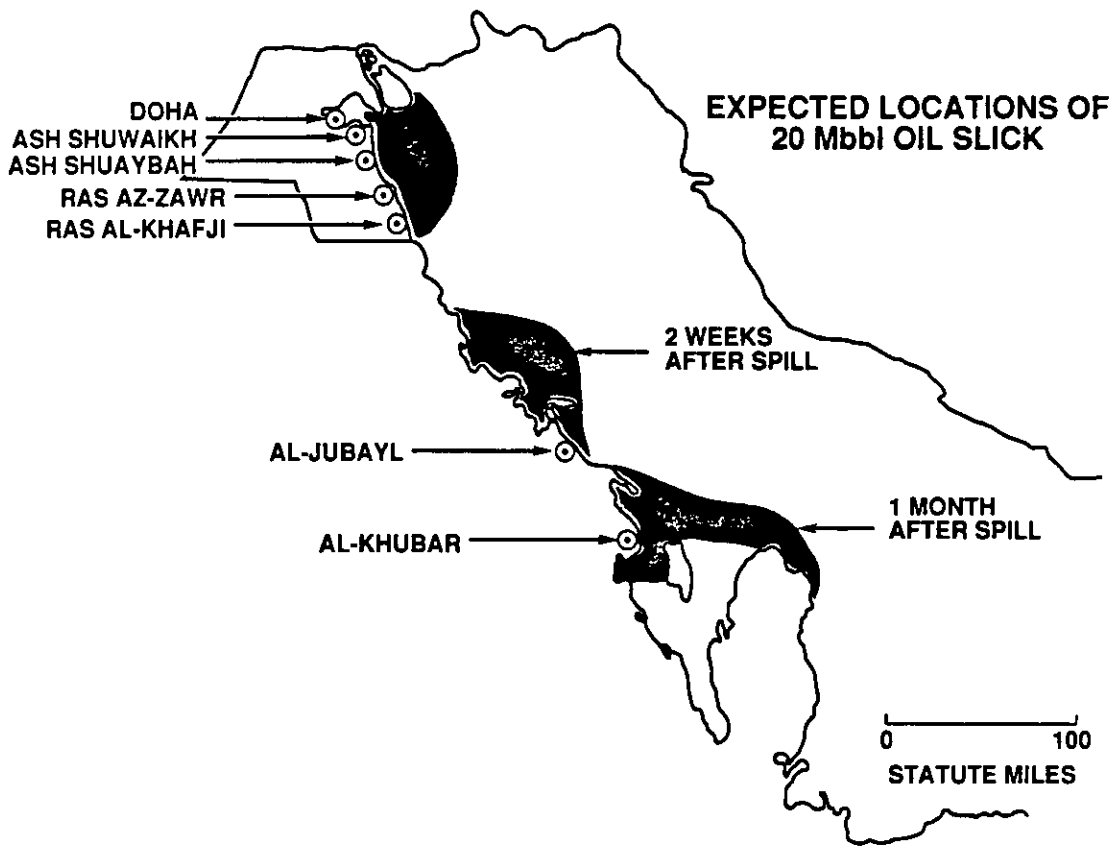 EXPECTED LOCATIONS OF
20 Mbbl OIL SLICK
DOHA
ASH SHUWAIKH
ASH SHUAYBAH
RAS AZ-ZAWR
RAS AL-KHAFJI
2 WEEKS
AFTER SPILL
AL-JUBAYL
1 MONTH
AFTER SPILL
AL-KHUBAR
0 100
STATUTE MILES